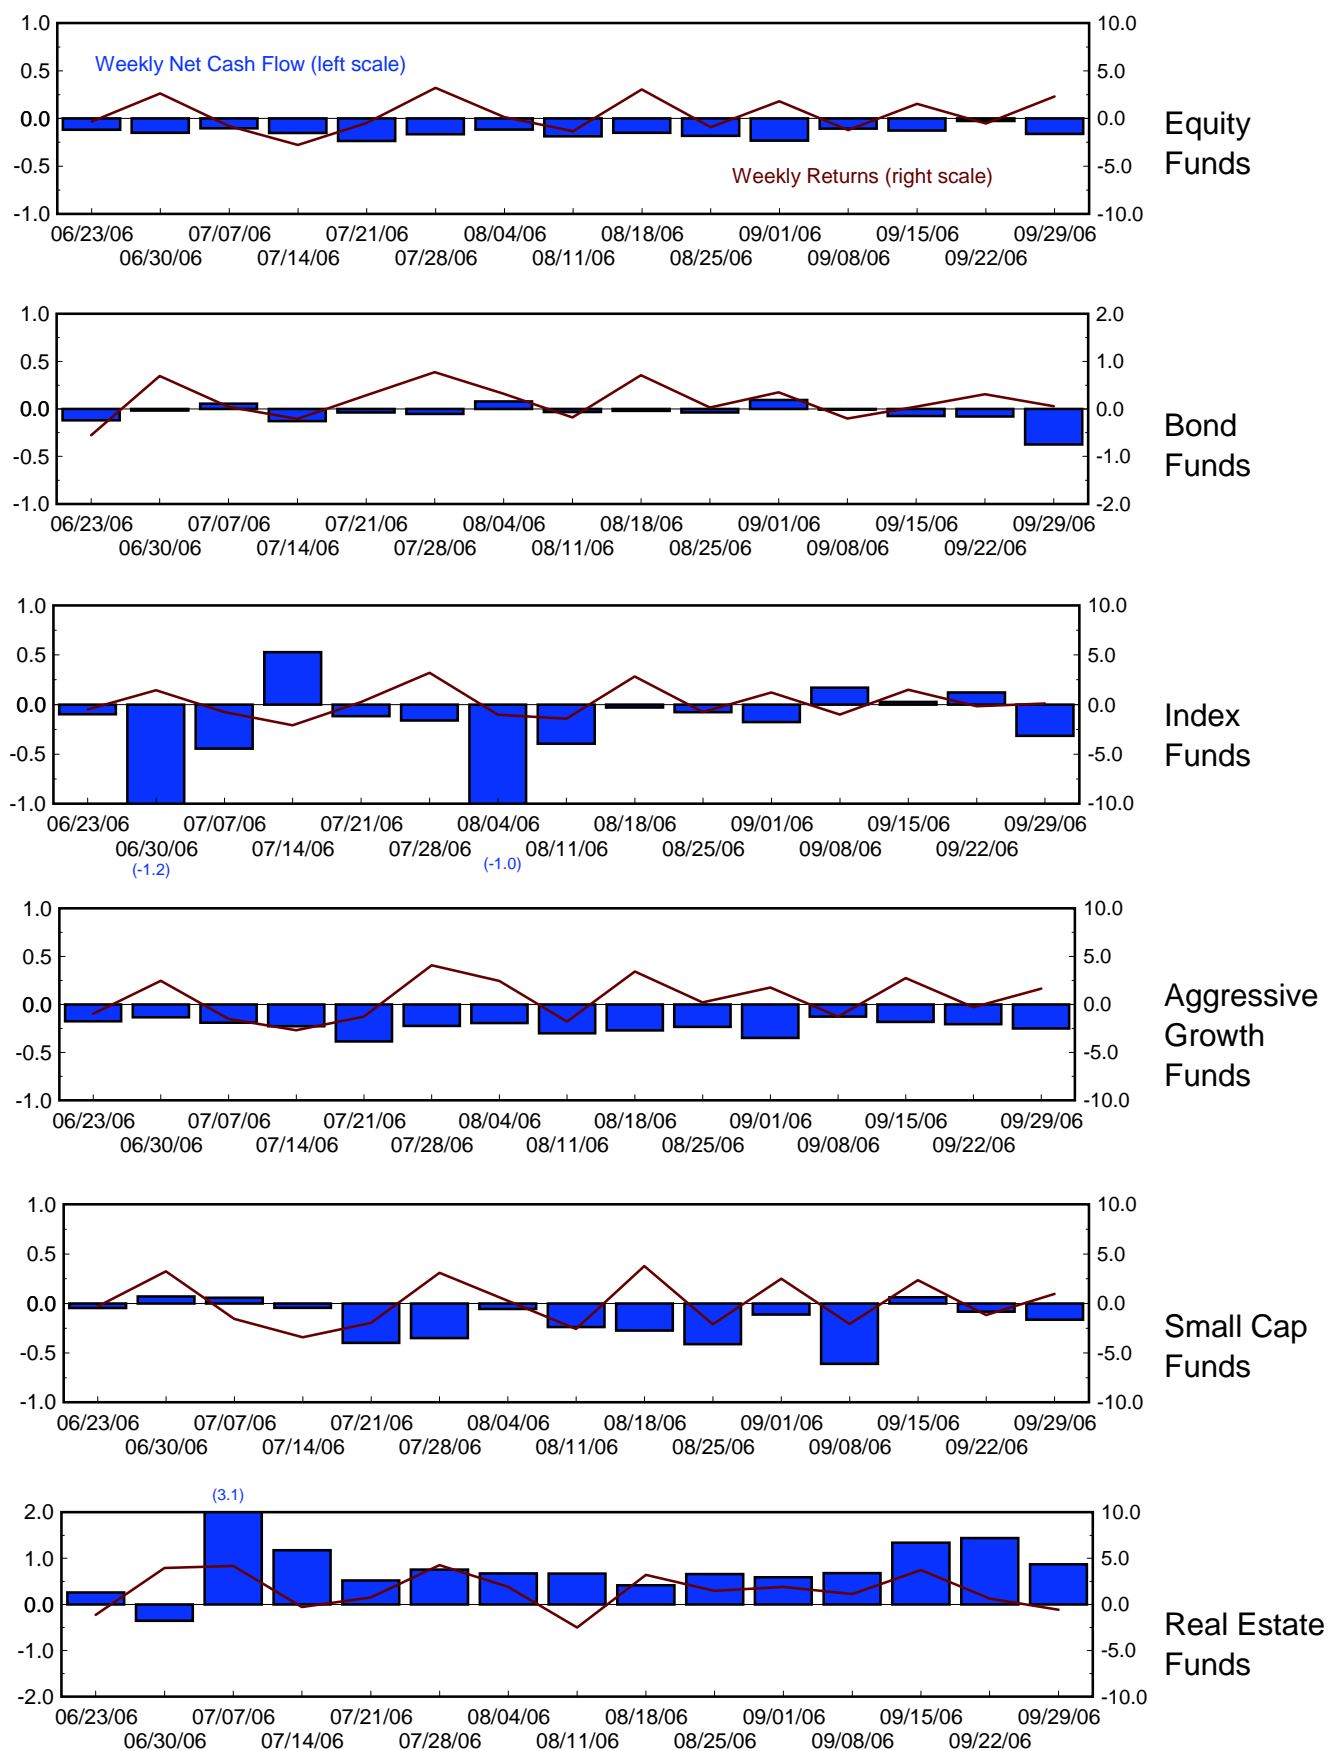 1.0 10.0
Weekly Net Cash Flow (left scale)
0.5 5.0
0.0 0.0
Equity
Funds
-0.5 -5.0
Weekly Returns (right scale)
-1.0 -10.0
06/23/06 07/07/06 07/21/06 08/04/06 08/18/06 09/01/06 09/15/06 09/29/06
06/30/06 07/14/06 07/28/06 08/11/06 08/25/06 09/08/06 09/22/06
1.0 2.0
0.5 1.0
0.0 0.0
Bond
Funds
-0.5 -1.0
-1.0 -2.0
06/23/06 07/07/06 07/21/06 08/04/06 08/18/06 09/01/06 09/15/06 09/29/06
06/30/06 07/14/06 07/28/06 08/11/06 08/25/06 09/08/06 09/22/06
1.0 10.0
0.5 5.0
0.0 0.0
Index
Funds
-0.5 -5.0
-1.0 -10.0
06/23/06 07/07/06 07/21/06 08/04/06 08/18/06 09/01/06 09/15/06 09/29/06
06/30/06 07/14/06 07/28/06 08/11/06 08/25/06 09/08/06 09/22/06
(-1.2) (-1.0)
1.0 10.0
0.5 5.0
0.0 0.0
Aggressive
Growth
Funds
-0.5 -5.0
-1.0 -10.0
06/23/06 07/07/06 07/21/06 08/04/06 08/18/06 09/01/06 09/15/06 09/29/06
06/30/06 07/14/06 07/28/06 08/11/06 08/25/06 09/08/06 09/22/06
1.0 10.0
0.5 5.0
0.0 0.0
Small Cap
Funds
-0.5 -5.0
-1.0 -10.0
06/23/06 07/07/06 07/21/06 08/04/06 08/18/06 09/01/06 09/15/06 09/29/06
06/30/06 07/14/06 07/28/06 08/11/06 08/25/06 09/08/06 09/22/06
(3.1)
2.0 10.0
1.0 5.0
0.0 0.0
Real Estate
Funds
-1.0 -5.0
-2.0 -10.0
06/23/06 07/07/06 07/21/06 08/04/06 08/18/06 09/01/06 09/15/06 09/29/06
06/30/06 07/14/06 07/28/06 08/11/06 08/25/06 09/08/06 09/22/06